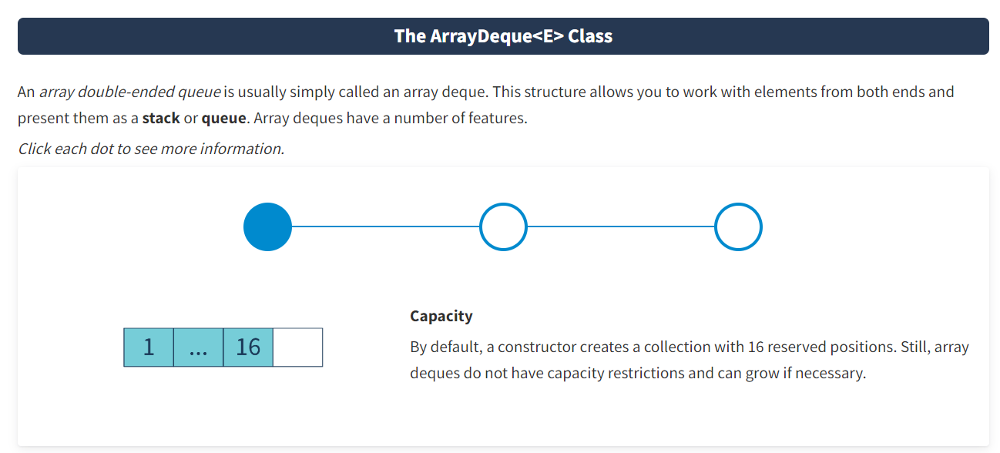 The ArrayDeque<E> Class
An array double-ended queue is usually simply called an array deque. This structure allows you to work with elements from both ends and
present them as a stack or queue. Array deques have a number of features.
Click each dot to see more information.
Capacity
1 ... 16
By default, a constructor creates a collection with 16 reserved positions. Still, array
deques do not have capacity restrictions and can grow if necessary.